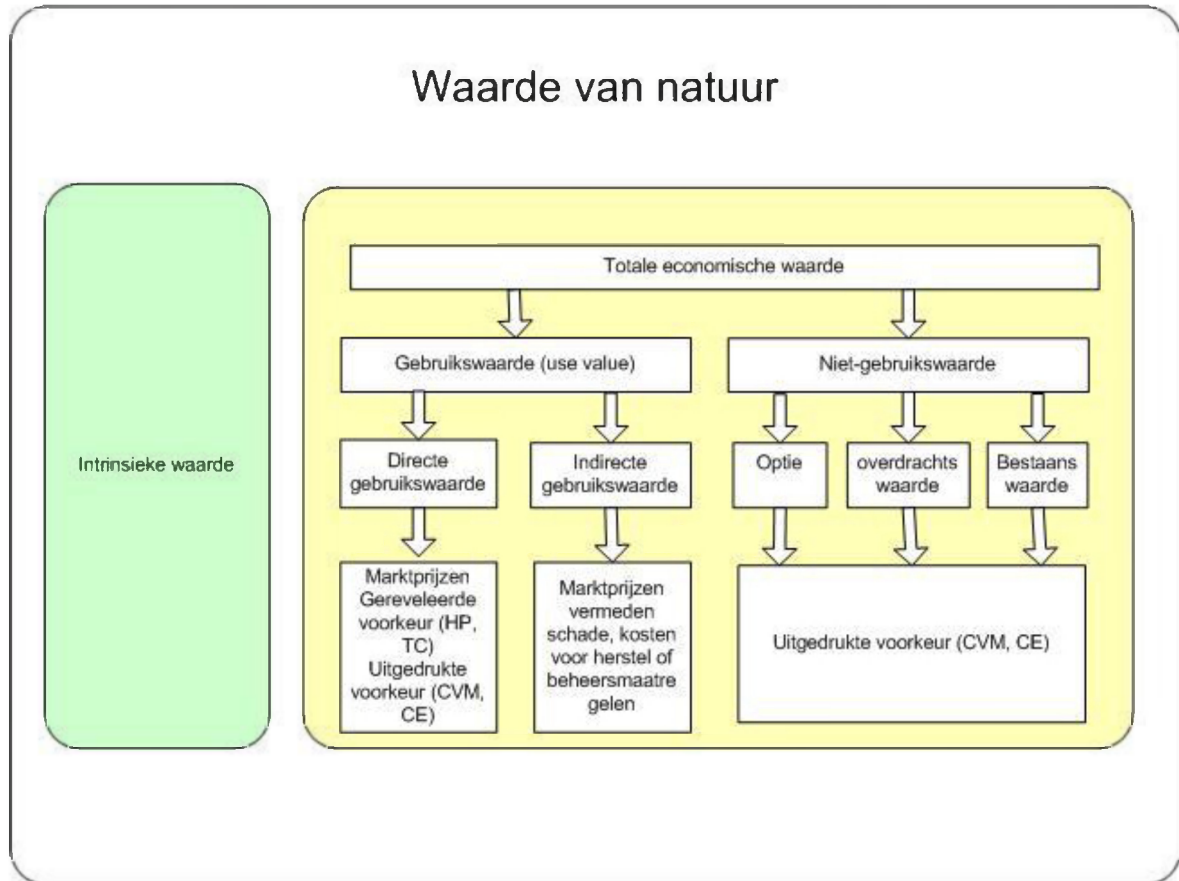 Waarde van natuur
Intrinsieke waarde
Totale economische waarde
Gebruikswaarde (use value)
Niet-gebruikswaarde
Directe
gebruikswaarde
Indirecte
gebruikswaarde
Optie
overdrachts
waarde
Bestaans
waarde
Marktprijzen
Gereveleerde
voorkeur (HP,
TC)
Uitgedrukte
voorkeur (CVM,
CE)
Marktprijzen
vermeden
schade, kosten
voor herstel of
beheersmaatre
gelen
Uitgedrukte voorkeur (CVM, CE)